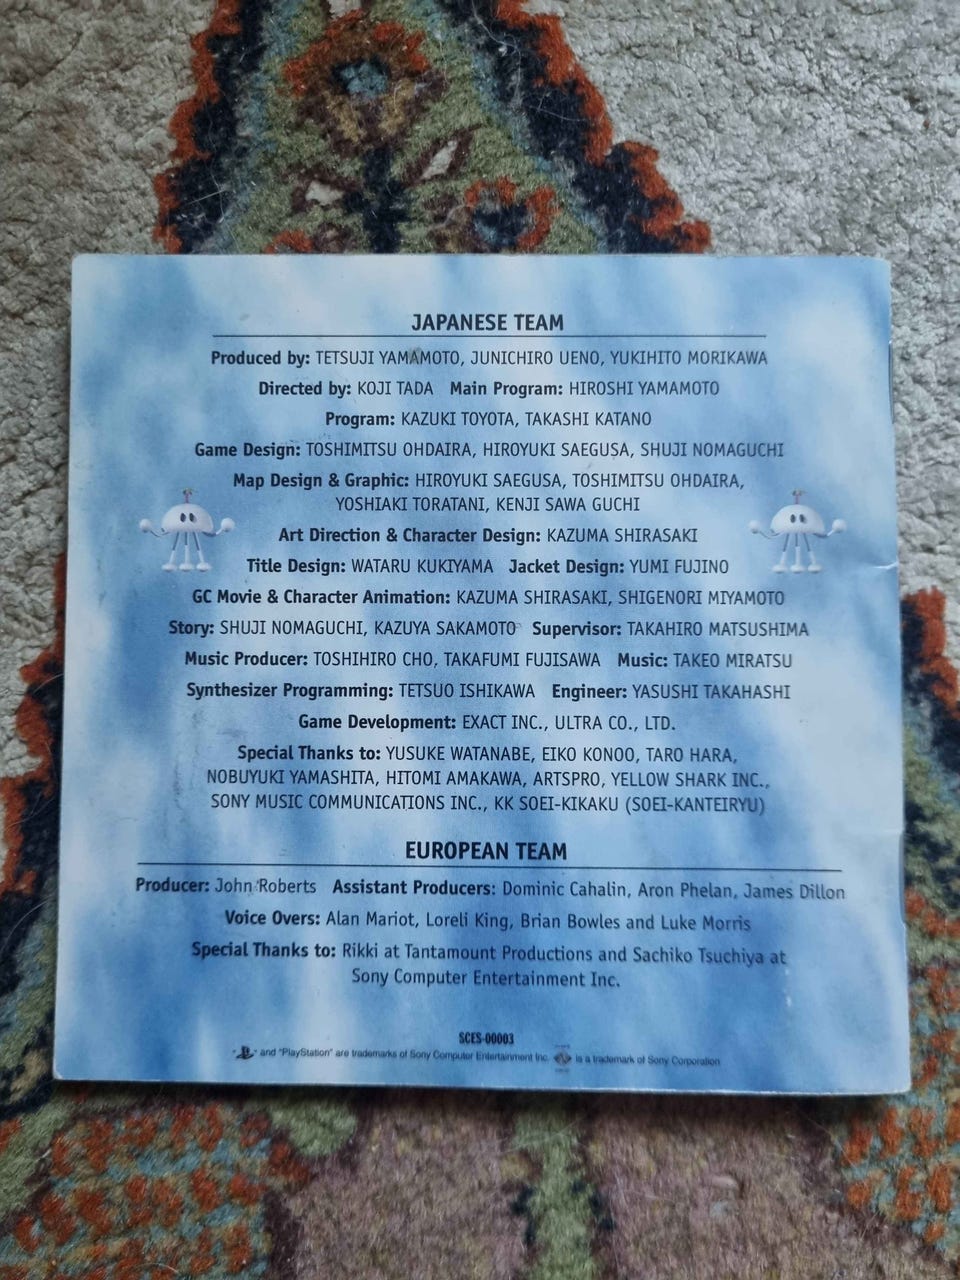 JAPANESE TEAM
Produced by: TETSUJI YAMAMOTO, JUNICHIRO UENO, YUKIHITO MORIKAWA
Directed by: KOJI TADA Main Program: HIROSHI YAMAMOTO
Program: KAZUKI TOYOTA, TAKASHI KATANO
Game Design: TOSHIMITSU OHDAIRA, HIROYUKI SAEGUSA, SHUJI NOMAGUCHI
Map Design & Graphic: HIROYUKI SAEGUSA, TOSHIMITSU OHDAIRA,
YOSHIAKI TORATANI, KENJI SAWA GUCHI
Art Direction & Character Design: KAZUMA SHIRASAKI
Title Design: WATARU KUKIYAMA Jacket Design: YUMI FUJINO
GC Movie & Character Animation: KAZUMA SHIRASAKI, SHIGENORI MIYAMOTO
Story: SHUJI NOMAGUCHI, KAZUYA SAKAMOTO Supervisor: TAKAHIRO MATSUSHIMA
Music Producer: TOSHIHIRO CHO, TAKAFUMI FUJISAWA Music: TAKEO MIRATSU
Synthesizer Programming: TETSUO ISHIKAWA Engineer: YASUSHI TAKAHASHI
Game Development: EXACT INC., ULTRA CO., LTD.
Special Thanks to: YUSUKE WATANABE, EIKO KONOO, TARO HARA,
NOBUYUKI YAMASHITA, HITOMI AMAKAWA, ARTSPRO, YELLOW SHARK INC.,
SONY MUSIC COMMUNICATIONS INC., KK SOEI-KIKAKU (SOEI-KANTEIRYU)
EUROPEAN TEAM
Producer: John Roberts Assistant Producers: Dominic Cahalin, Aron Phelan, James Dillon
Voice Overs: Alan Mariot, Loreli King, Brian Bowles and Luke Morris
Special Thanks to: Rikki at Tantamount Productions and Sachiko Tsuchiya at
Sony Computer Entertainment Inc.
SCES-00003
" " and "PlayStation" are trademarks of Sony Computer Entertainment Inc. is a trademark of Sony Corporation